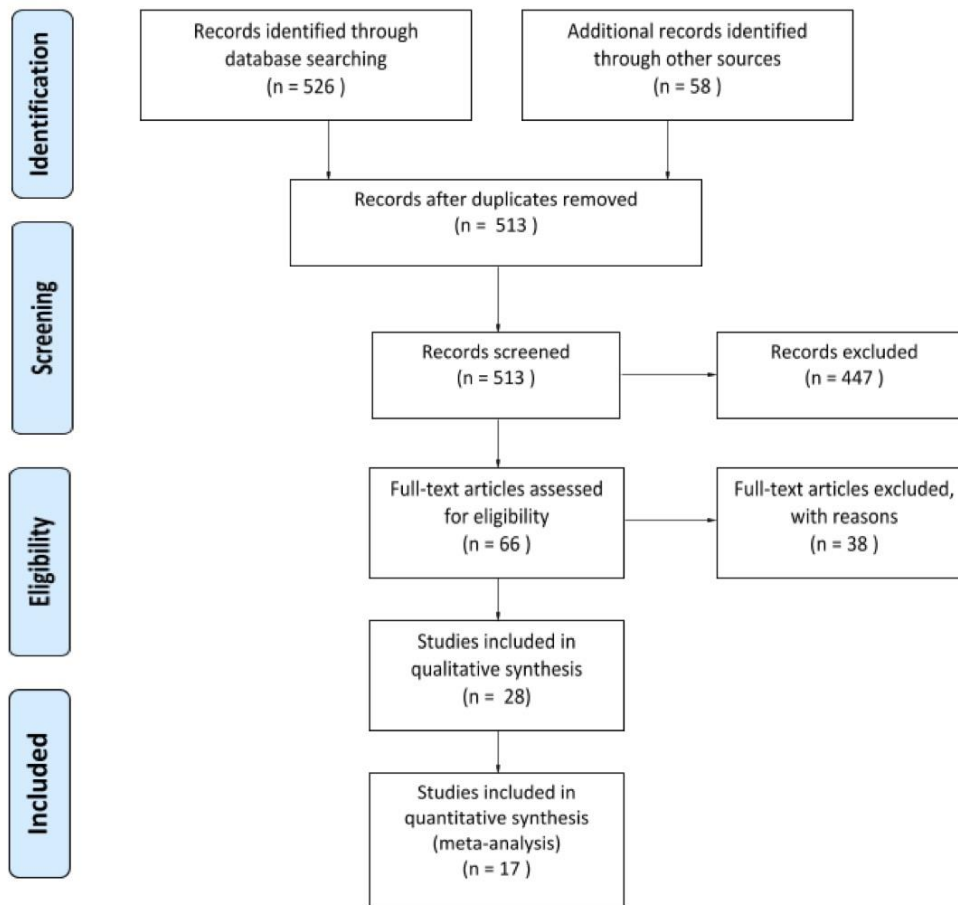 Identification
Records identified through
database searching
(n = 526 )
Additional records identified
through other sources
(n = 58 )
Records after duplicates removed
(n =  513 )
Screening
Records screened
(n = 513 )
Records excluded
(n = 447 )
Eligibility
Full-text articles assessed
for eligibility
(n = 66 )
Full-text articles excluded,
with reasons
(n = 38 )
Studies included in
qualitative synthesis
(n =  28)
Included
Studies included in
quantitative synthesis
(meta-analysis)
(n = 17 )